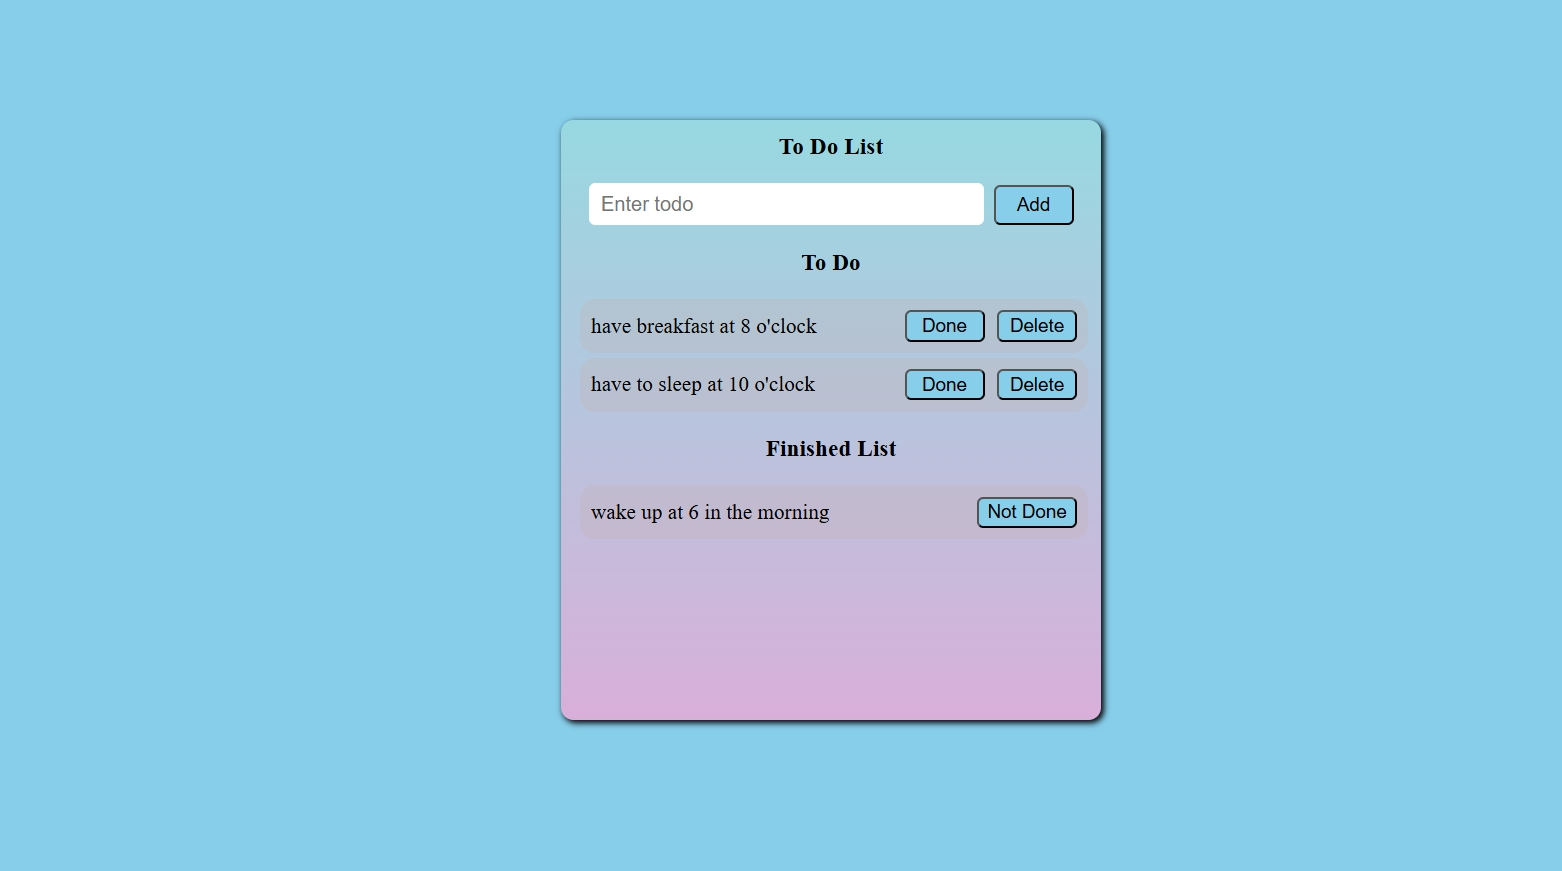 To Do List
Enter todo Add
To Do
have breakfast at 8 o'clock Done Delete
have to sleep at 10 o'clock Done Delete
Finished List
wake up at 6 in the morning Not Done